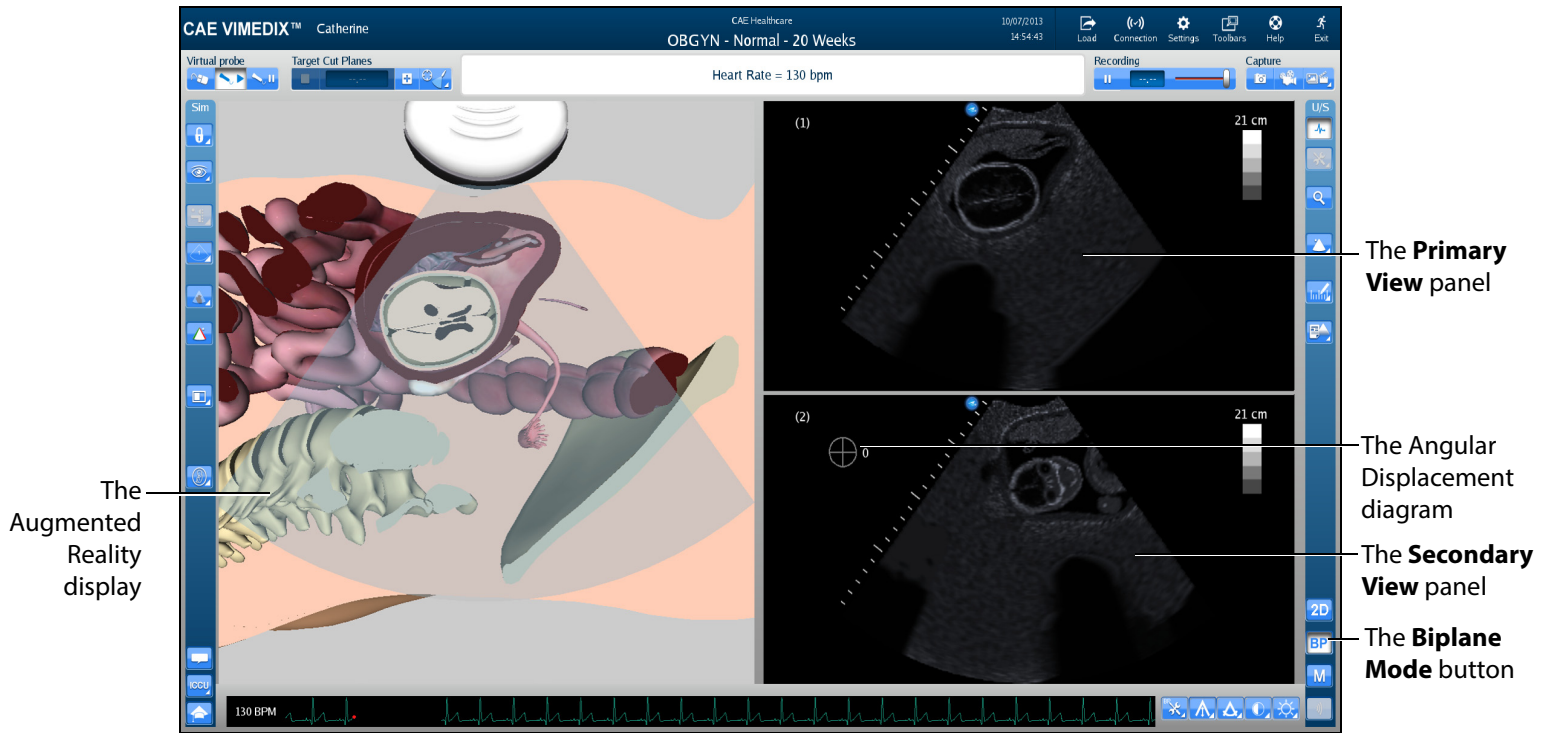 CAE VIMEDIX™ Catherine
CAE Healthcare
OBGYN - Normal - 20 Weeks
10/07/2013
14:54:43
Load Connection Settings Toolbars Help Exit
Virtual probe Target Cut Planes
--,--
Heart Rate = 130 bpm
Recording
--,--
Capture
Sim
U/S
(1)
21 cm
The Primary
View panel
(2)
0
21 cm
The Angular
Displacement
diagram
The
Augmented
Reality
display
The Secondary
View panel
2D
BP
The Biplane
Mode button
M
ICCU
130 BPM